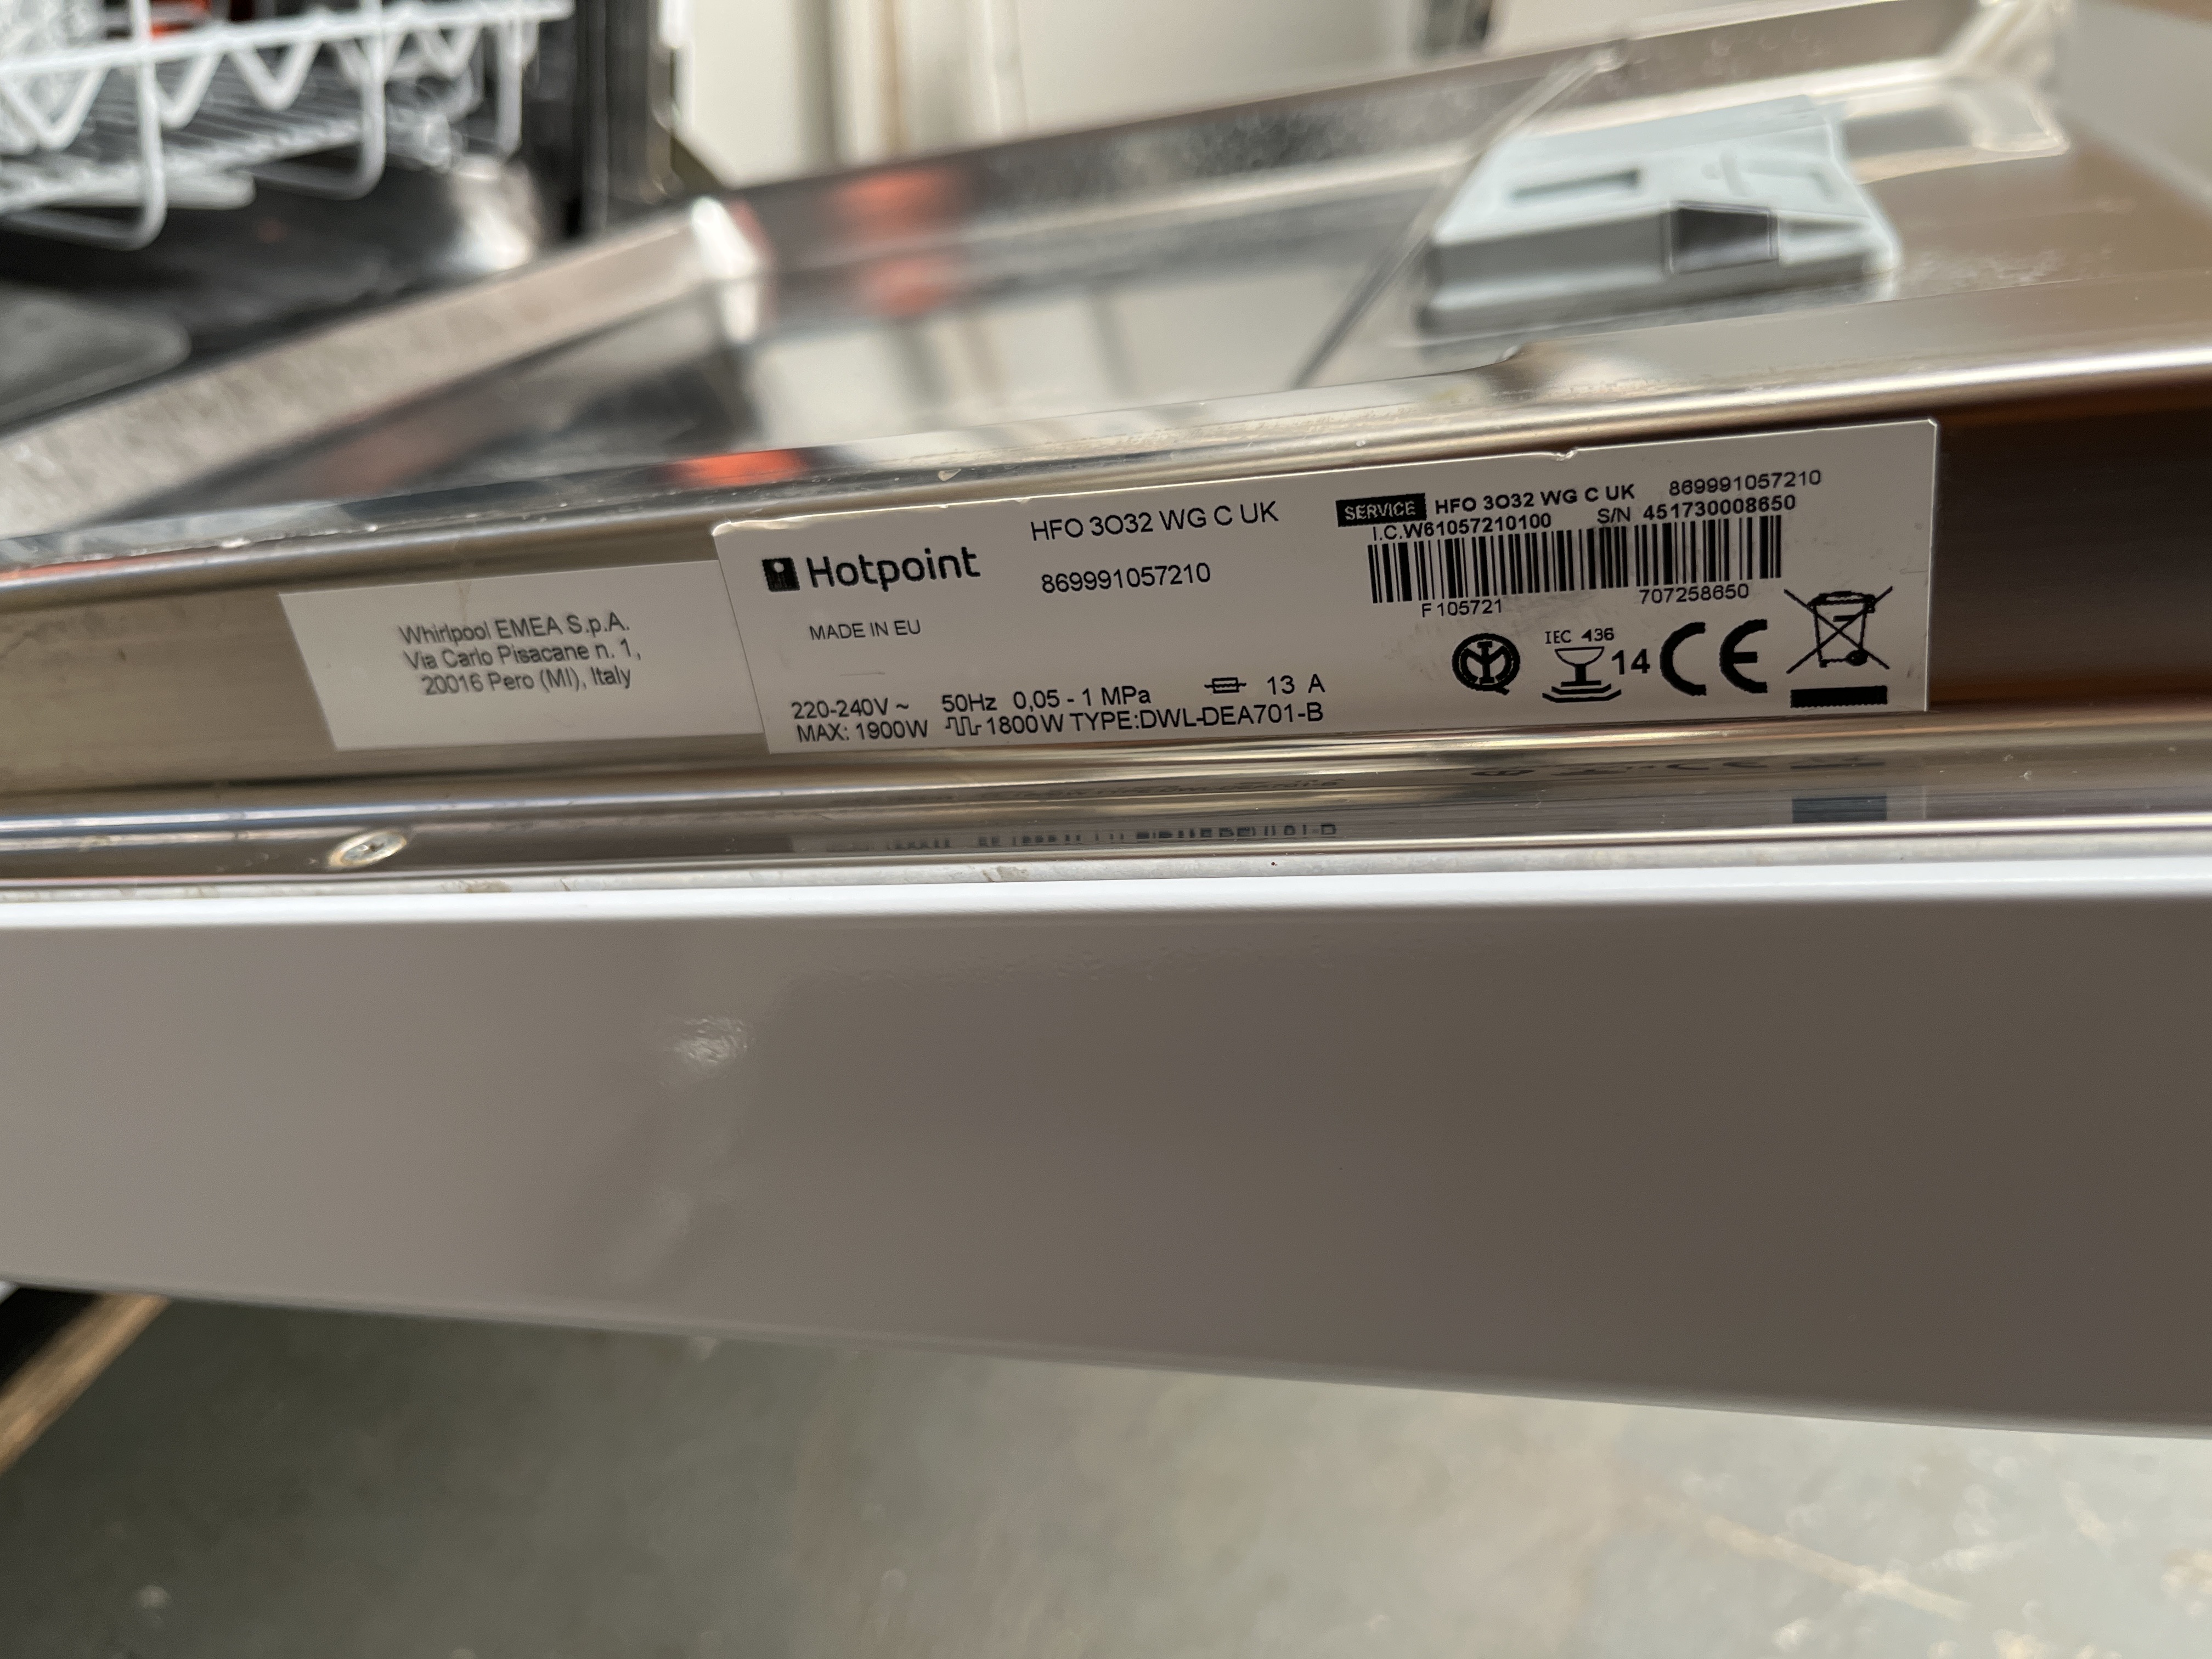 Whirlpool EMEA S.p.A.
Via Carlo Pisacane n. 1,
20016 Pero (MI), Italy
Hotpoint
MADE IN EU
HFO 3O32 WG C UK
869991057210
220-240V ~ 50Hz 0,05 - 1 MPa 13 A
MAX: 1900W 1800W TYPE:DWL-DEA701-B
SERVICE HFO 3O32 WG C UK 869991057210
I.C.W61057210100 S/N 451730008650
F105721 707258650
IEC 436
14
CE